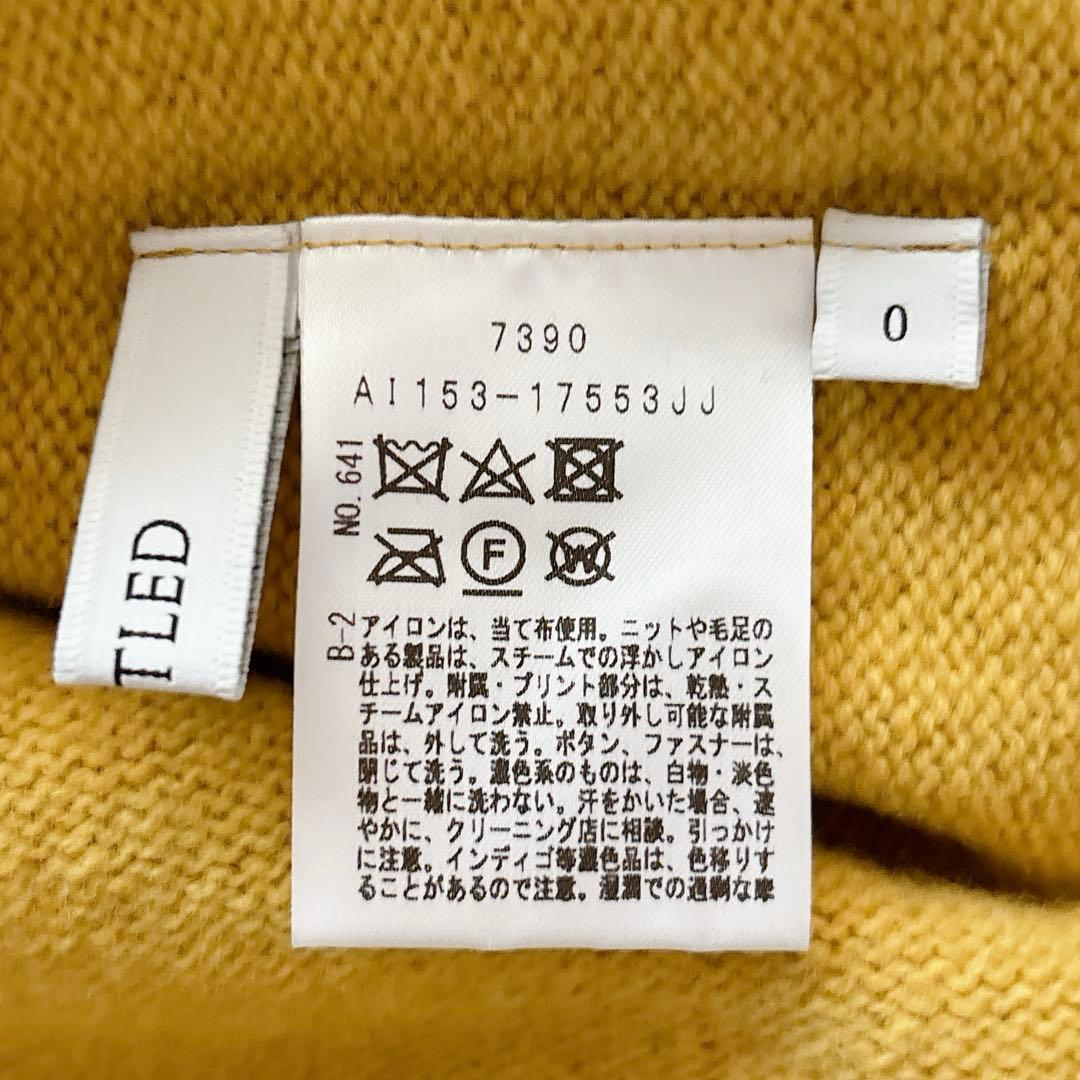 7390
AI153-17553JJ
0
NO.641
F
W
TLED
B-2
アイロンは、当て布使用。ニットや毛足の
ある製品は、スチームでの浮かしアイロン
仕上げ。附属・プリント部分は、乾熱・ス
チームアイロン禁止。取り外し可能な附属
品は、外して洗う。ボタン、ファスナーは、
閉じて洗う。濃色系のものは、白物・淡色
物と一緒に洗わない。汗をかいた場合、速
やかに、クリーニング店に相談。引っかけ
に注意。インディゴ等濃色品は、色移りす
ることがあるので注意。湿潤での過剰な摩